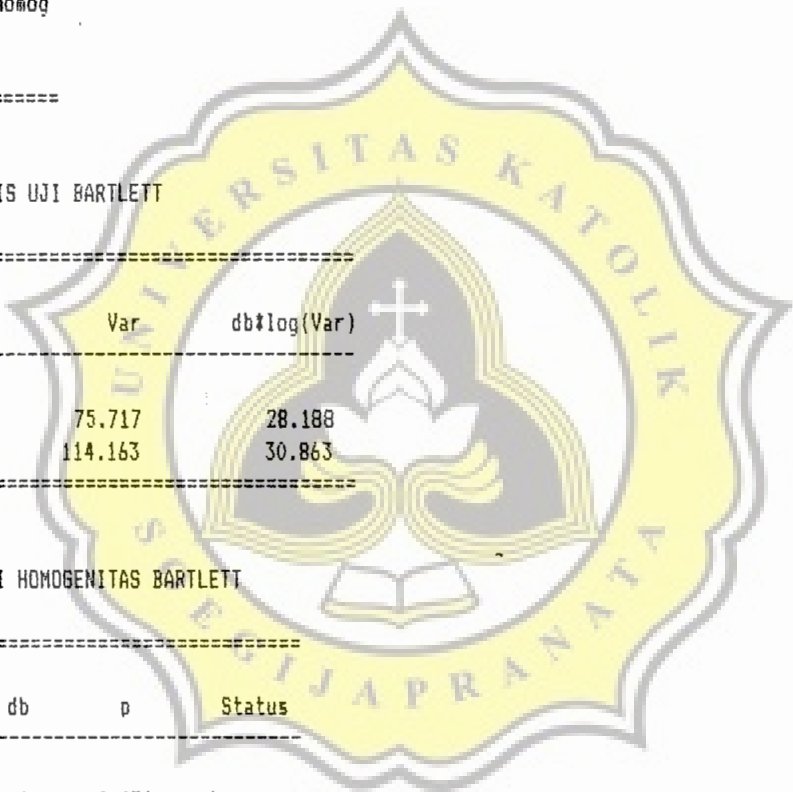 ======
IS UJI BARTLETT
================================
Var db*log(Var)
--------------------------------
75.717 28.188
114.163 30.863
================================
I HOMOGENITAS BARTLETT
================================
db p Status
--------------------------------
UNIVERSITAS KATOLIK
SOEGIJAPRANATA